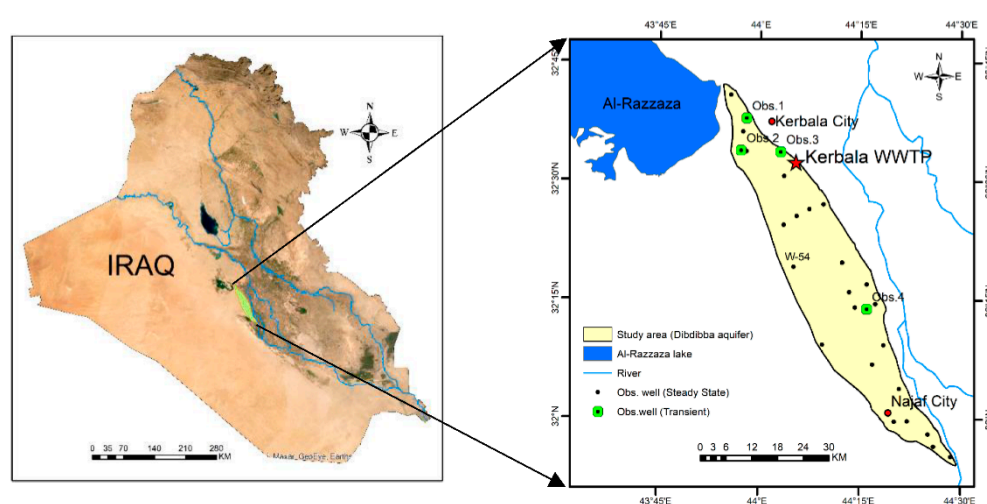 IRAQ
N
W E
S
0 35 70 140 210 280
KM
Maxar, GeoEye, Earth
43°45'E 44°E 44°15'E 44°30'E
32°45'N
32°30'N
32°15'N
32°N
Al-Razzaza
N
W E
S
Obs.1
Kerbala City
Obs.2
Obs.3
Kerbala WWTP
W-54
Obs.4
Najaf City
Study area (Dibdibba aquifer)
Al-Razzaza lake
River
Obs. well (Steady State)
Obs.well (Transient)
0 3 6 12 18 24 30
KM
43°45'E 44°E 44°15'E 44°30'E